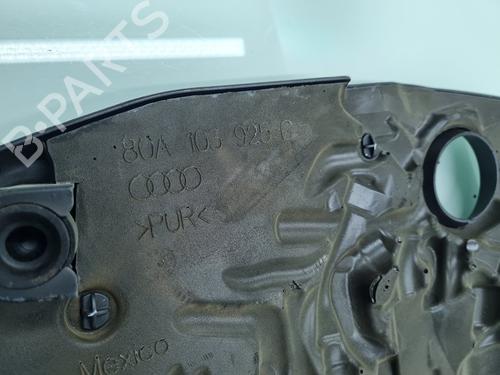 B-PARTS
80A 103 925 C
>PUR<
Mexico